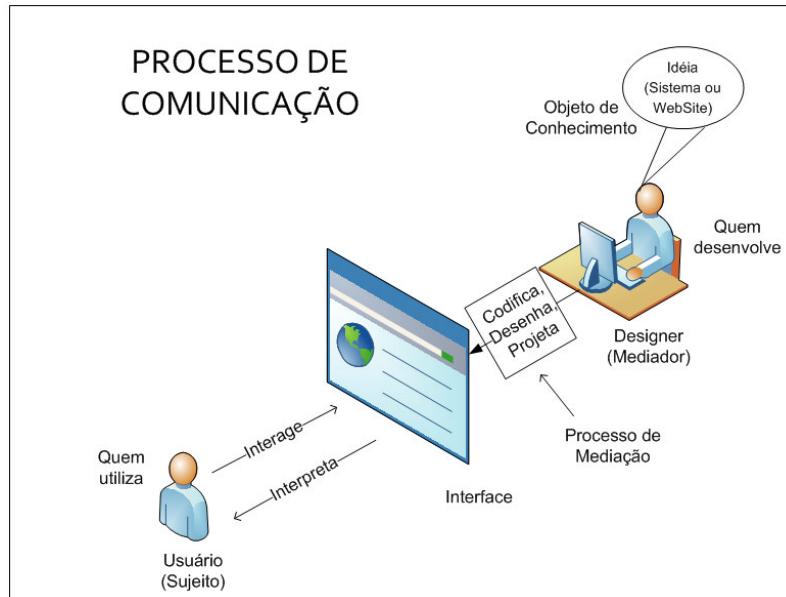 PROCESSO DE
COMUNICAÇÃO
Idéia
(Sistema ou
WebSite)
Objeto de
Conhecimento
Quem
desenvolve
Codifica,
Desenha,
Projeta
Designer
(Mediador)
Processo de
Mediação
Interage
Interpreta
Quem
utiliza
Interface
Usuário
(Sujeito)